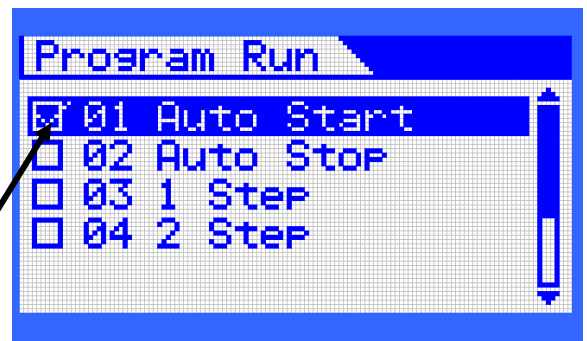 Program Run
01 Auto Start
02 Auto Stop
03 1 Step
04 2 Step